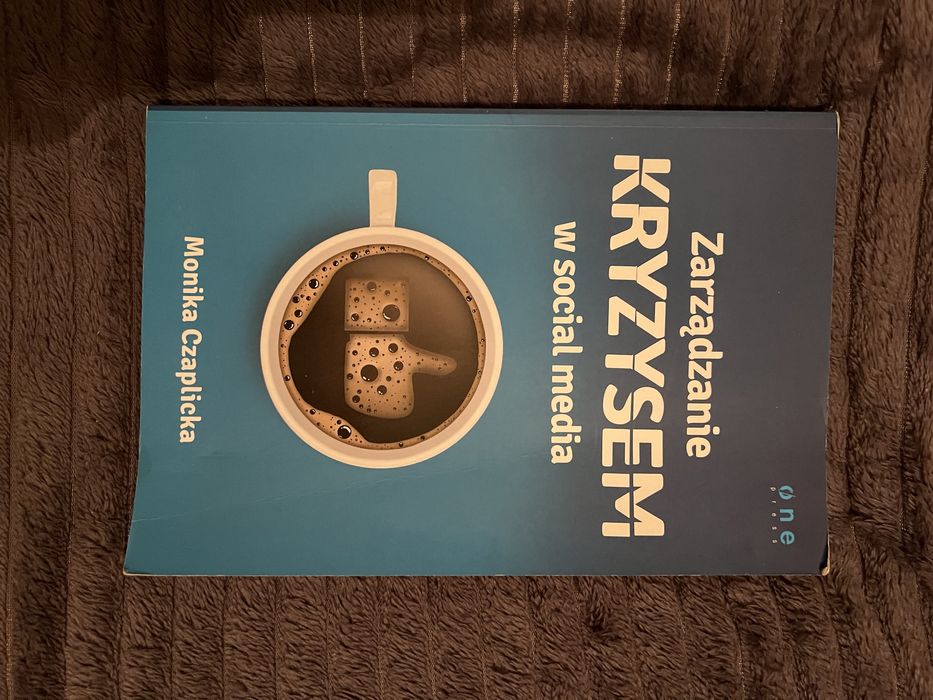 one
press
Zarządzanie
KRYZYSEM
w social media
Monika Czaplicka